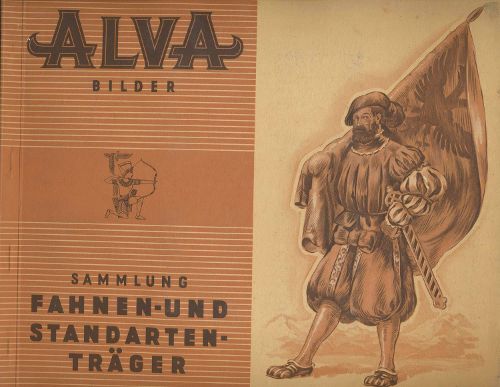 ALVA
BILDER
SAMMLUNG
FAHNEN-UND
STANDARTEN-
TRÄGER